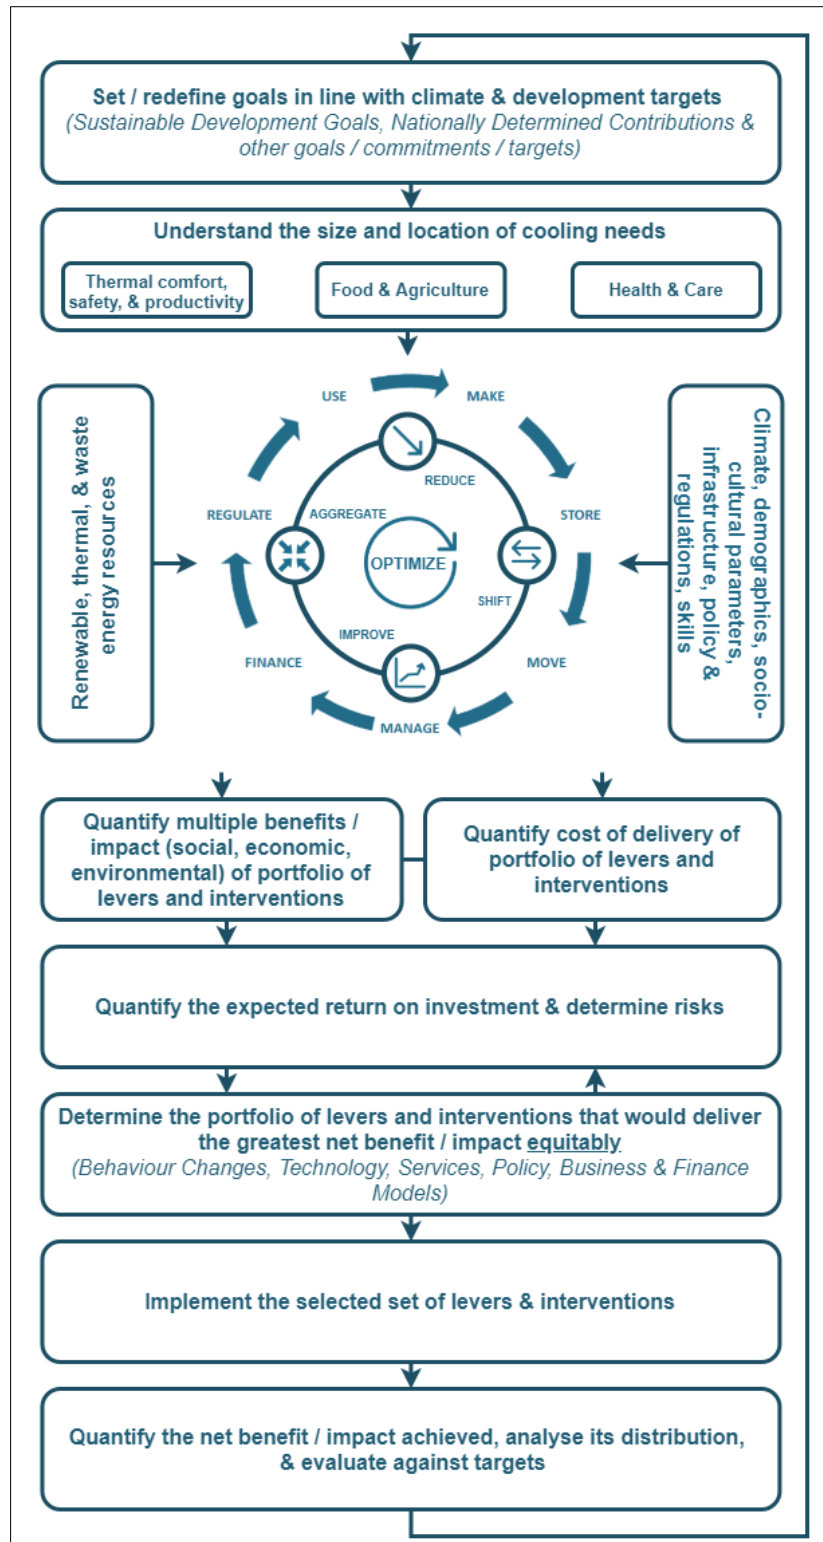 Set / redefine goals in line with climate & development targets
(Sustainable Development Goals, Nationally Determined Contributions &
other goals / commitments / targets)
Understand the size and location of cooling needs
Thermal comfort,
safety, & productivity
Food & Agriculture
Health & Care
Renewable, thermal, & waste
energy resources
USE
MAKE
REDUCE
REGULATE
AGGREGATE
STORE
OPTIMIZE
SHIFT
IMPROVE
FINANCE
MOVE
MANAGE
Climate, demographics, socio-
cultural parameters,
infrastructure, policy &
regulations, skills
Quantify multiple benefits /
impact (social, economic,
environmental) of portfolio of
levers and interventions
Quantify cost of delivery of
portfolio of levers and
interventions
Quantify the expected return on investment & determine risks
Determine the portfolio of levers and interventions that would deliver
the greatest net benefit / impact equitably
(Behaviour Changes, Technology, Services, Policy, Business & Finance
Models)
Implement the selected set of levers & interventions
Quantify the net benefit / impact achieved, analyse its distribution,
& evaluate against targets